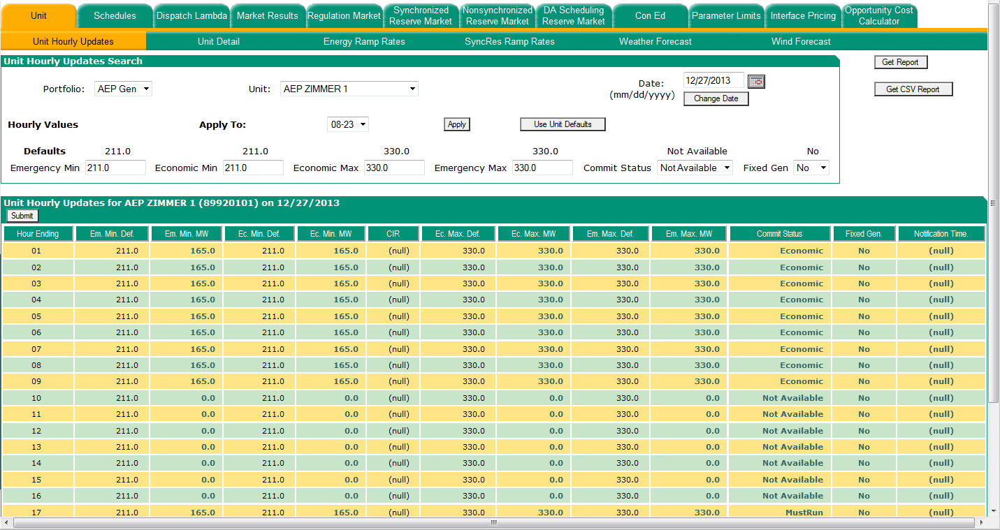 Unit Schedules Dispatch Lambda Market Results Regulation Market Synchronized Reserve Market Nonsynchronized Reserve Market DA Scheduling Reserve Market Con Ed Parameter Limits Interface Pricing Opportunity Cost Calculator
Unit Hourly Updates Unit Detail Energy Ramp Rates SyncRes Ramp Rates Weather Forecast Wind Forecast
Unit Hourly Updates Search
Get Report
Portfolio: AEP Gen Unit: AEP ZIMMER 1 Date: (mm/dd/yyyy) 12/27/2013
Change Date
Get CSV Report
Hourly Values Apply To: 08-23 Apply Use Unit Defaults
Defaults 211.0 211.0 330.0 330.0 Not Available No
Emergency Min 211.0 Economic Min 211.0 Economic Max 330.0 Emergency Max 330.0 Commit Status Not Available Fixed Gen No
Unit Hourly Updates for AEP ZIMMER 1 (89920101) on 12/27/2013
Submit
Hour Ending Em. Min. Def. Em. Min. MW Ec. Min. Def. Ec. Min. MW CIR Ec. Max. Def. Ec. Max. MW Em. Max. Def. Em. Max. MW Commit Status Fixed Gen. Notification Time.
01 211.0 165.0 211.0 165.0 (null) 330.0 330.0 330.0 330.0 Economic No (null)
02 211.0 165.0 211.0 165.0 (null) 330.0 330.0 330.0 330.0 Economic No (null)
03 211.0 165.0 211.0 165.0 (null) 330.0 330.0 330.0 330.0 Economic No (null)
04 211.0 165.0 211.0 165.0 (null) 330.0 330.0 330.0 330.0 Economic No (null)
05 211.0 165.0 211.0 165.0 (null) 330.0 330.0 330.0 330.0 Economic No (null)
06 211.0 165.0 211.0 165.0 (null) 330.0 330.0 330.0 330.0 Economic No (null)
07 211.0 165.0 211.0 165.0 (null) 330.0 330.0 330.0 330.0 Economic No (null)
08 211.0 165.0 211.0 165.0 (null) 330.0 330.0 330.0 330.0 Economic No (null)
09 211.0 165.0 211.0 165.0 (null) 330.0 330.0 330.0 330.0 Economic No (null)
10 211.0 0.0 211.0 0.0 (null) 330.0 0.0 330.0 0.0 Not Available No (null)
11 211.0 0.0 211.0 0.0 (null) 330.0 0.0 330.0 0.0 Not Available No (null)
12 211.0 0.0 211.0 0.0 (null) 330.0 0.0 330.0 0.0 Not Available No (null)
13 211.0 0.0 211.0 0.0 (null) 330.0 0.0 330.0 0.0 Not Available No (null)
14 211.0 0.0 211.0 0.0 (null) 330.0 0.0 330.0 0.0 Not Available No (null)
15 211.0 0.0 211.0 0.0 (null) 330.0 0.0 330.0 0.0 Not Available No (null)
16 211.0 0.0 211.0 0.0 (null) 330.0 0.0 330.0 0.0 Not Available No (null)
17 211.0 165.0 211.0 165.0 (null) 330.0 330.0 330.0 330.0 MustRun No (null)